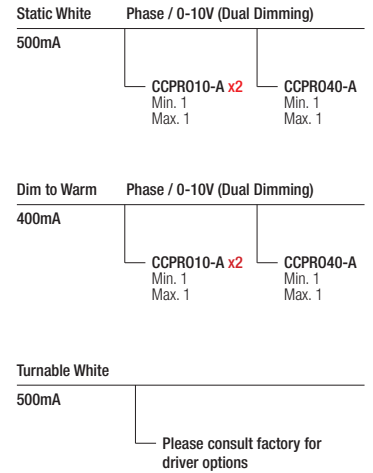 Static White Phase / 0-10V (Dual Dimming)
500mA
CCPRO10-A x2 CCPRO40-A
Min. 1 Min. 1
Max. 1 Max. 1
Dim to Warm Phase / 0-10V (Dual Dimming)
400mA
CCPRO10-A x2 CCPRO40-A
Min. 1 Min. 1
Max. 1 Max. 1
Turnable White
500mA
Please consult factory for
driver options